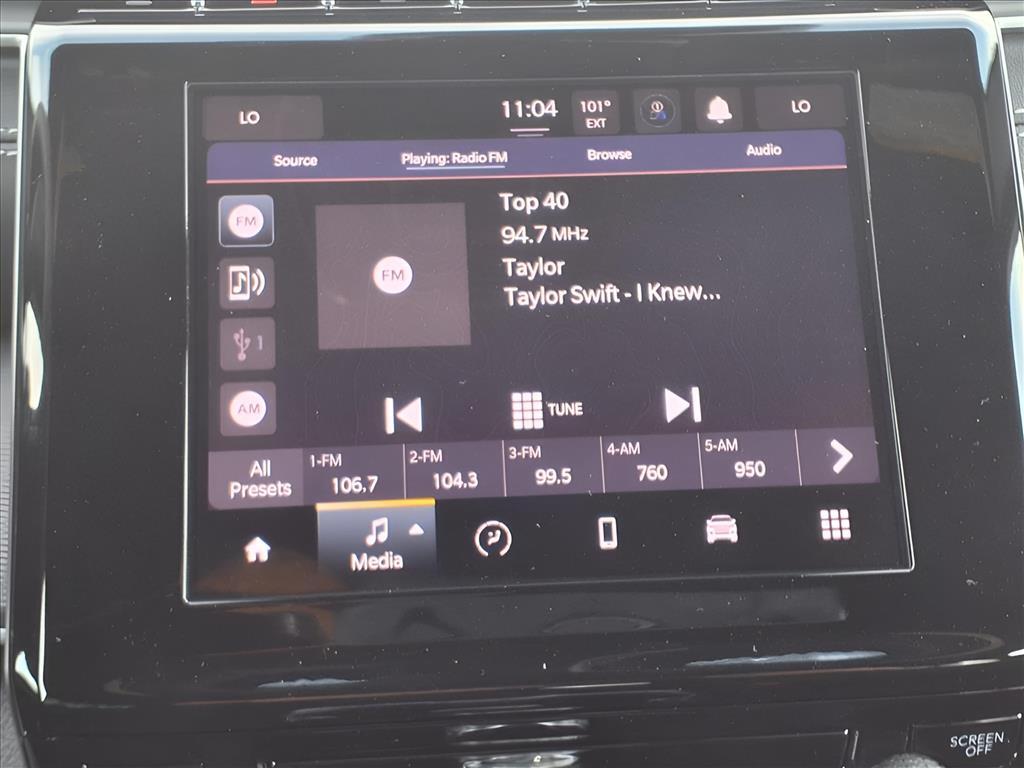 LO
11:04
101°
EXT
LO
Source
Playing: Radio FM
Browse
Audio
FM
1
AM
FM
Top 40
94.7 MHz
Taylor
Taylor Swift - I Knew...
TUNE
All
Presets
1-FM
106.7
2-FM
104.3
3-FM
99.5
4-AM
760
5-AM
950
Media
SCREEN
OFF